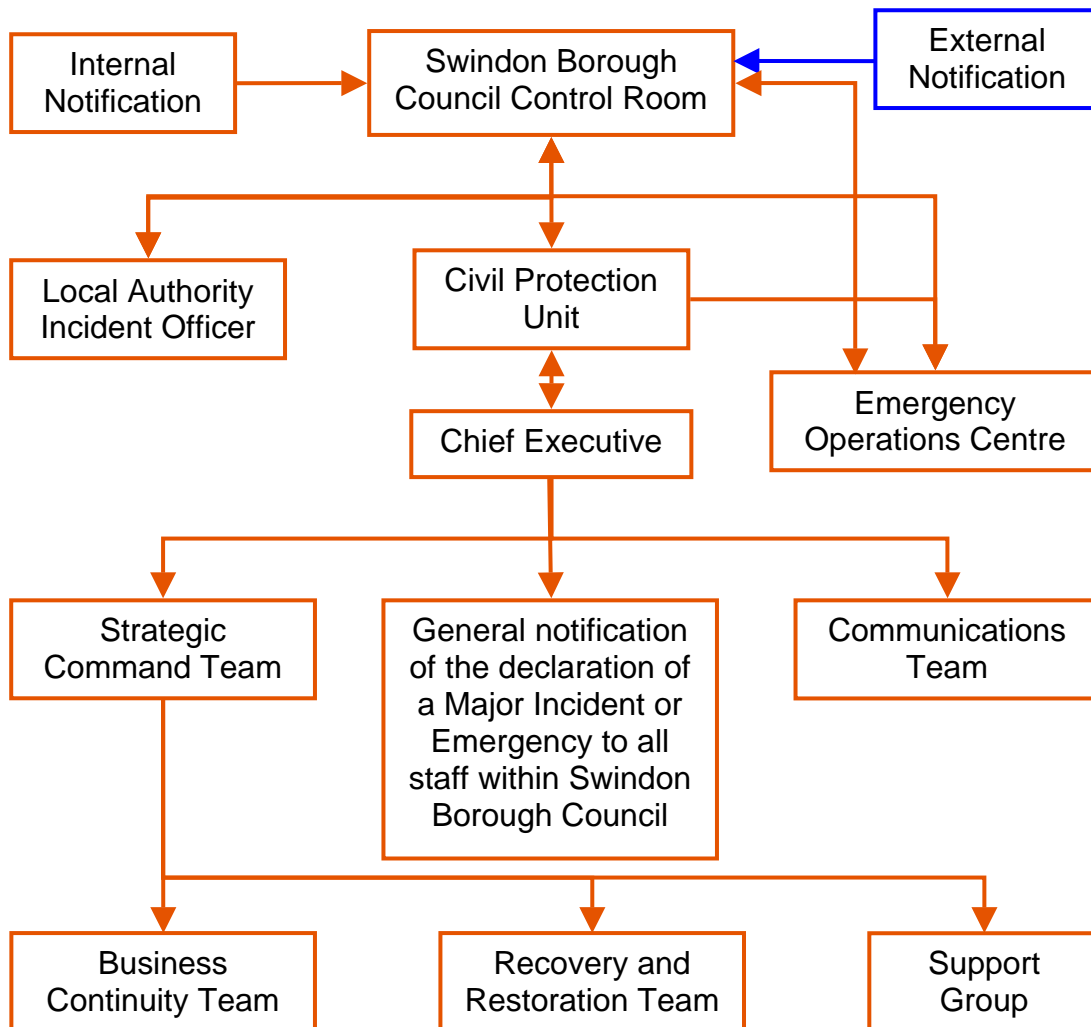 Internal
Notification
Swindon Borough
Council Control Room
External
Notification
Local Authority
Incident Officer
Civil Protection
Unit
Emergency
Operations Centre
Chief Executive
Strategic
Command Team
General notification
of the declaration of
a Major Incident or
Emergency to all
staff within Swindon
Borough Council
Communications
Team
Business
Continuity Team
Recovery and
Restoration Team
Support
Group